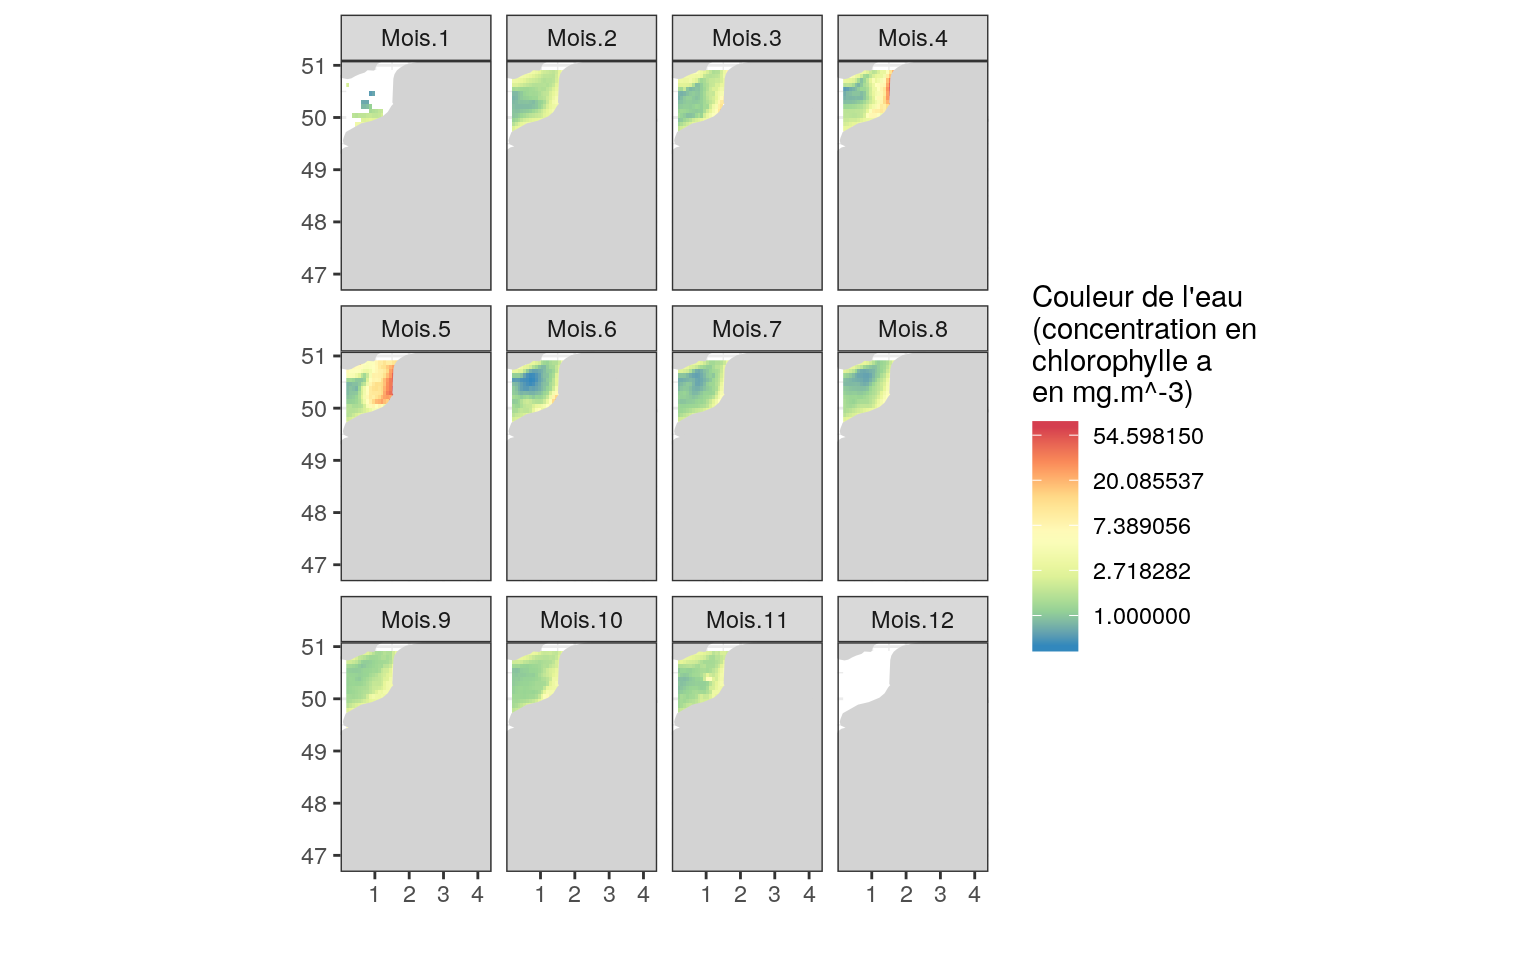 Mois.1 Mois.2 Mois.3 Mois.4
51
50
49
48
47
Mois.5 Mois.6 Mois.7 Mois.8
51
50
49
48
47
Mois.9 Mois.10 Mois.11 Mois.12
51
50
49
48
47
1 2 3 4 1 2 3 4 1 2 3 4 1 2 3 4
Couleur de l'eau
(concentration en
chlorophylle a
en mg.m^-3)
54.598150
20.085537
7.389056
2.718282
1.000000